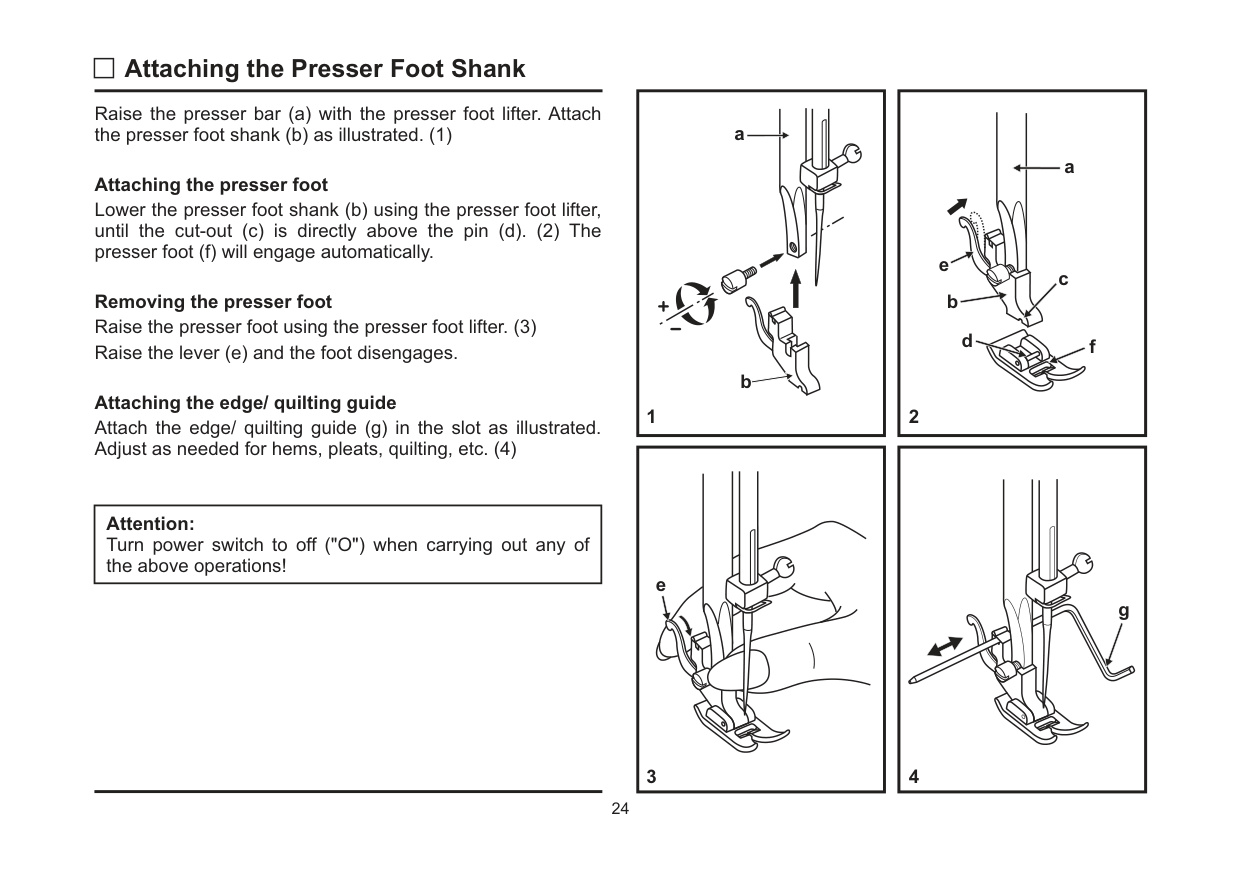 Attaching the Presser Foot Shank
Raise the presser bar (a) with the presser foot lifter. Attach
the presser foot shank (b) as illustrated. (1)
Attaching the presser foot
Lower the presser foot shank (b) using the presser foot lifter,
until the cut-out (c) is directly above the pin (d). (2) The
presser foot (f) will engage automatically.
Removing the presser foot
Raise the presser foot using the presser foot lifter. (3)
Raise the lever (e) and the foot disengages.
Attaching the edge/ quilting guide
Attach the edge/ quilting guide (g) in the slot as illustrated.
Adjust as needed for hems, pleats, quilting, etc. (4)
Attention:
Turn power switch to off ("O") when carrying out any of
the above operations!
a
+
–
b
1
a
e
c
b
d
f
2
e
3
g
4
24